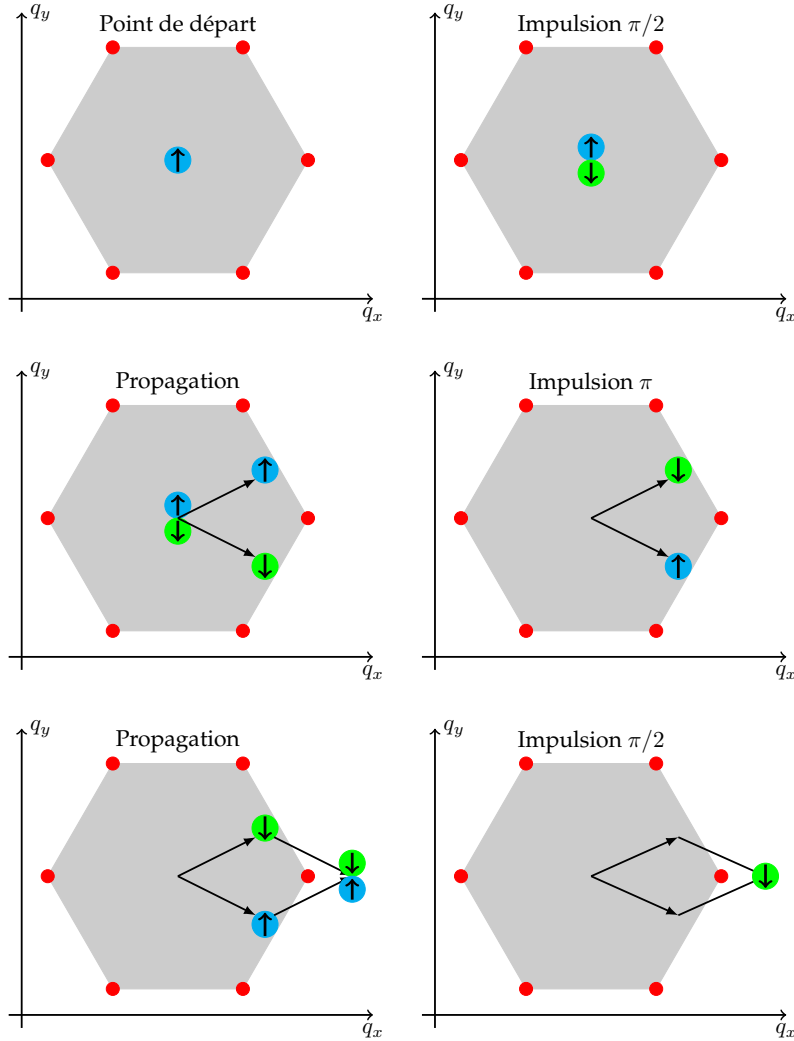 q_y
Point de départ
↑
q_x
q_y
Impulsion π/2
↑
↓
q_x
q_y
Propagation
↑
↑
↓
↓
q_x
q_y
Impulsion π
↓
↑
q_x
q_y
Propagation
↓
↓
↑
↑
q_x
q_y
Impulsion π/2
↓
q_x